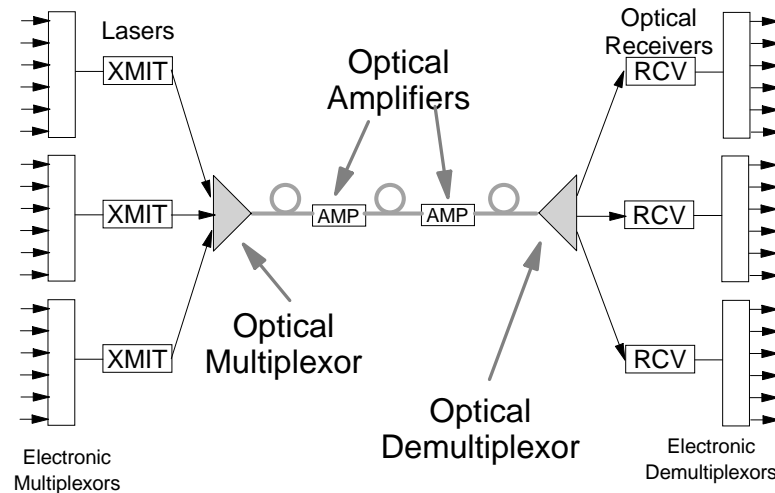 Lasers
XMIT
XMIT
XMIT
Optical
Amplifiers
AMP
AMP
Optical
Receivers
RCV
RCV
RCV
Optical
Multiplexor
Optical
Demultiplexor
Electronic
Multiplexors
Electronic
Demultiplexors